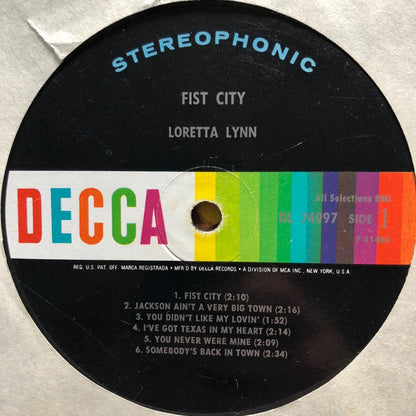 STEREOPHONIC
FIST CITY
LORETTA LYNN
DECCA
All Selections BMI
DL 74997 SIDE 1
7-11480
REG. U.S. PAT. OFF. MARCA REGISTRADA • MFR'D BY DECCA RECORDS • A DIVISION OF MCA INC., NEW YORK, U.S.A
1. FIST CITY (2:10)
2. JACKSON AIN'T A VERY BIG TOWN (2:16)
3. YOU DIDN'T LIKE MY LOVIN' (1:52)
4. I'VE GOT TEXAS IN MY HEART (2:14)
5. YOU NEVER WERE MINE (2:09)
6. SOMEBODY'S BACK IN TOWN (2:34)